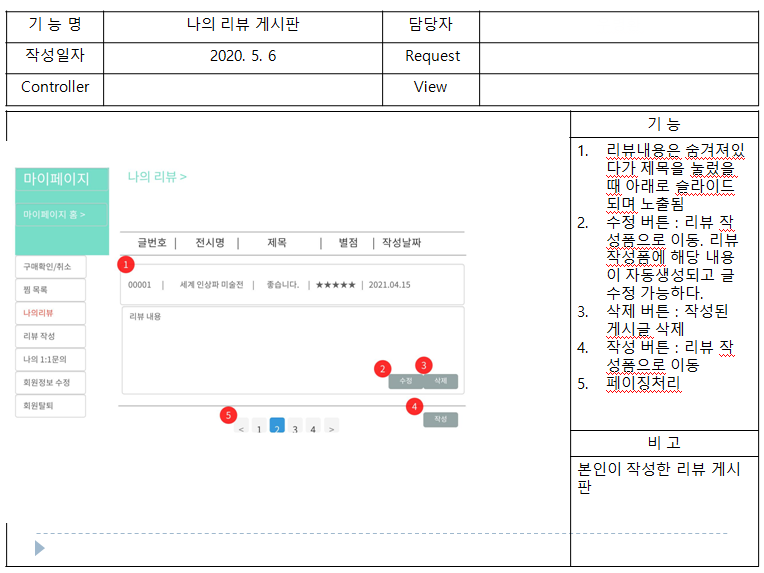 기 능 명 나의 리뷰 게시판 담당자
작성일자 2020. 5. 6 Request
Controller View
기 능
1. 리뷰내용은 숨겨져있
다가 제목을 눌렀을
때 아래로 슬라이드
되며 노출됨
2. 수정 버튼 : 리뷰 작
성폼으로 이동. 리뷰
작성폼에 해당 내용
이 자동생성되고 글
수정 가능하다.
3. 삭제 버튼 : 작성된
게시글 삭제
4. 작성 버튼 : 리뷰 작
성폼으로 이동
5. 페이징처리
비 고
본인이 작성한 리뷰 게시
판
마이페이지
마이페이지 홈 >
구매확인/취소
찜 목록
나의리뷰
리뷰 작성
나의 1:1문의
회원정보 수정
회원탈퇴
나의 리뷰 >
글번호 | 전시명 | 제목 | 별점 | 작성날짜
1
00001 | 세계 인상파 미술전 | 좋습니다. | ★★★★★ | 2021.04.15
리뷰 내용
2 3
수정 삭제
4
작성
5
< 1 2 3 4 >